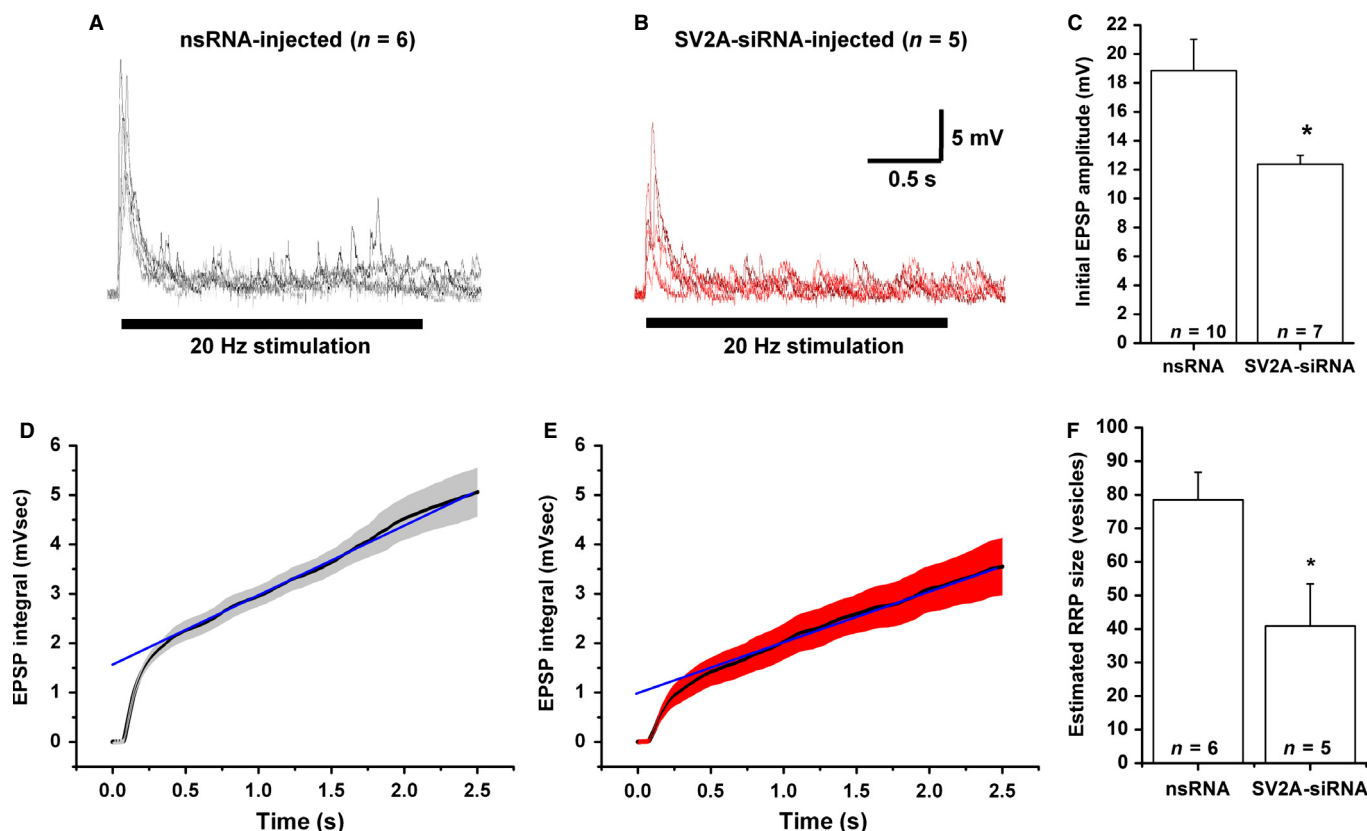 A
nsRNA-injected (n = 6)
20 Hz stimulation
B
SV2A-siRNA-injected (n = 5)
5 mV
0.5 s
20 Hz stimulation
C
Initial EPSP amplitude (mV)
22
20
18
16
14
12
10
8
6
4
2
0
*
n = 10
n = 7
nsRNA
SV2A-siRNA
D
EPSP integral (mVsec)
6
5
4
3
2
1
0
0.0
0.5
1.0
1.5
2.0
2.5
Time (s)
E
EPSP integral (mVsec)
6
5
4
3
2
1
0
0.0
0.5
1.0
1.5
2.0
2.5
Time (s)
F
Estimated RRP size (vesicles)
100
90
80
70
60
50
40
30
20
10
0
*
n = 6
n = 5
nsRNA
SV2A-siRNA